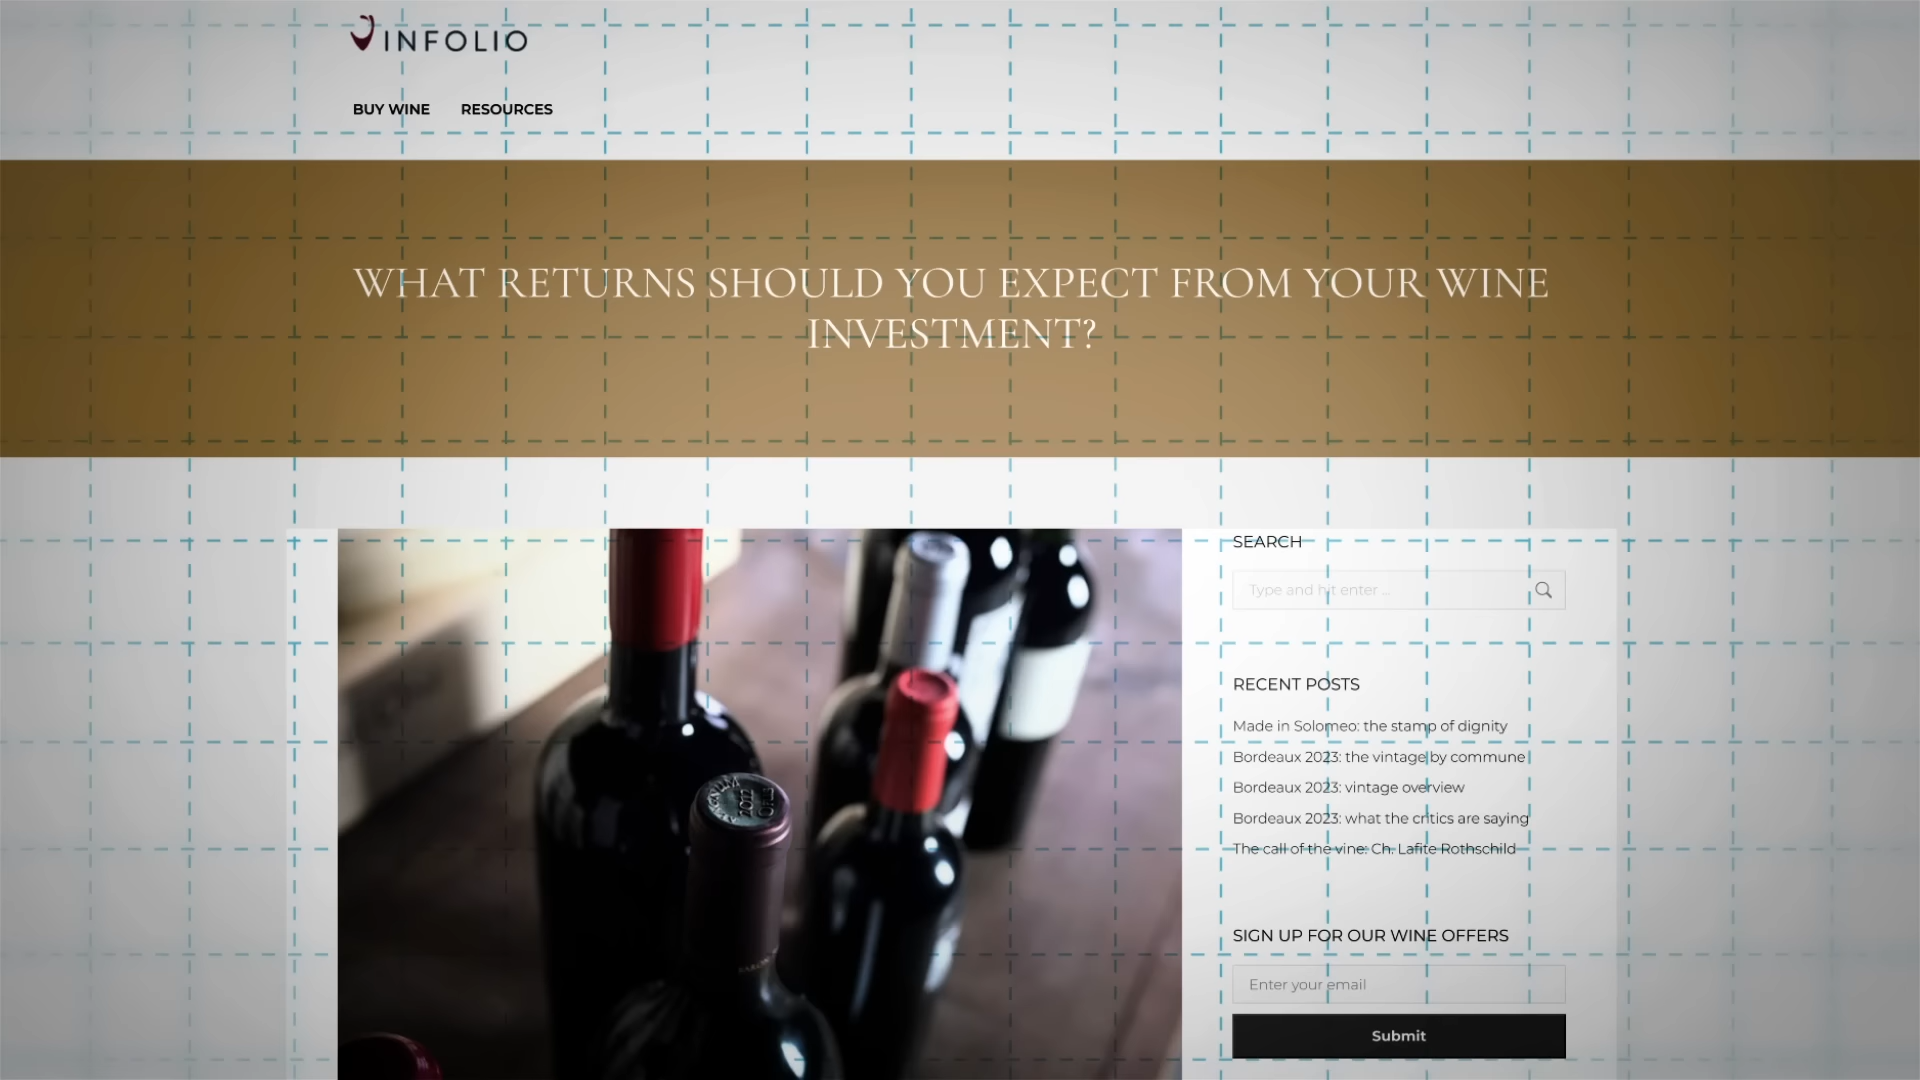 VINFOLIO
BUY WINE RESOURCES
WHAT RETURNS SHOULD YOU EXPECT FROM YOUR WINE
INVESTMENT?
SEARCH
Type and hit enter ...
RECENT POSTS
Made in Solomeo: the stamp of dignity
Bordeaux 2023: the vintage by commune
Bordeaux 2023: vintage overview
Bordeaux 2023: what the critics are saying
The call of the vine: Ch. Lafite Rothschild
SIGN UP FOR OUR WINE OFFERS
Enter your email
Submit
2012